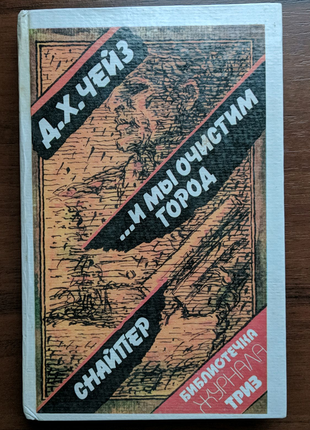 Д.Х. ЧЕЙЗ
...И МЫ ОЧИСТИМ
ГОРОД
СНАЙПЕР
БИБЛИОТЕЧКА
ЖУРНАЛА
ТРИЗ